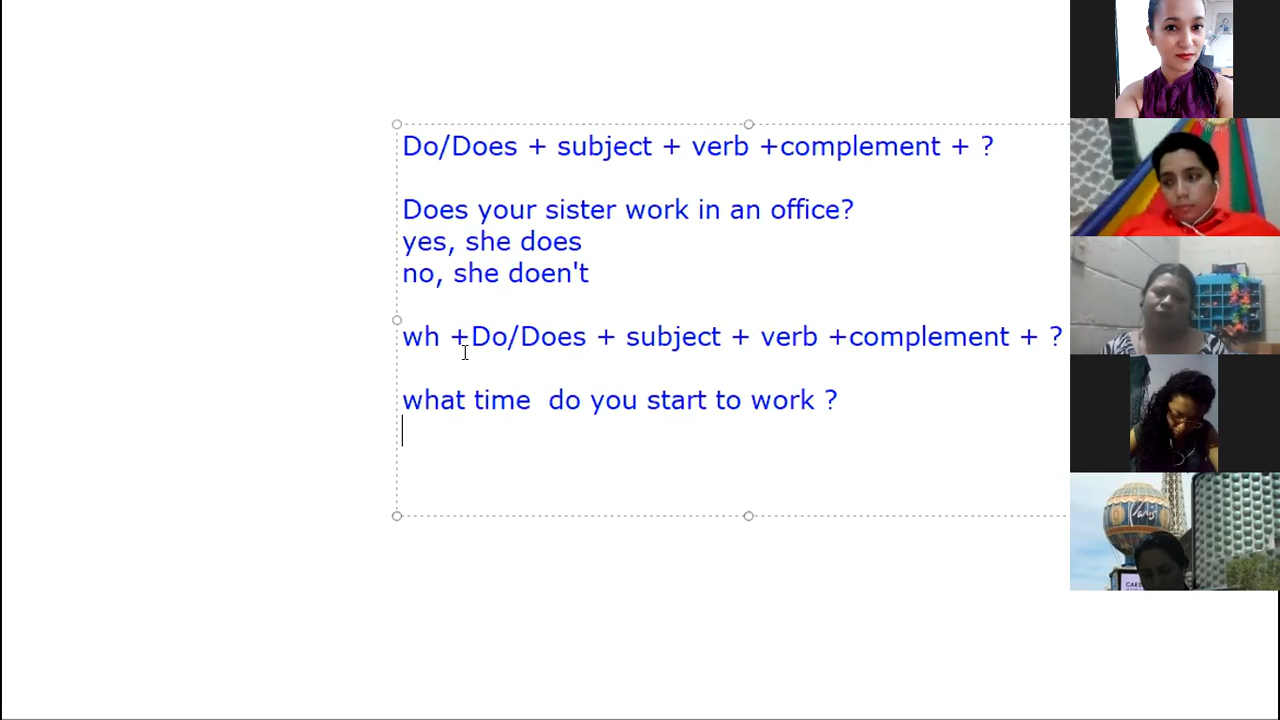 Do/Does + subject + verb +complement + ?
Does your sister work in an office?
yes, she does
no, she doen't
wh +Do/Does + subject + verb +complement + ?
what time  do you start to work ?
Paris